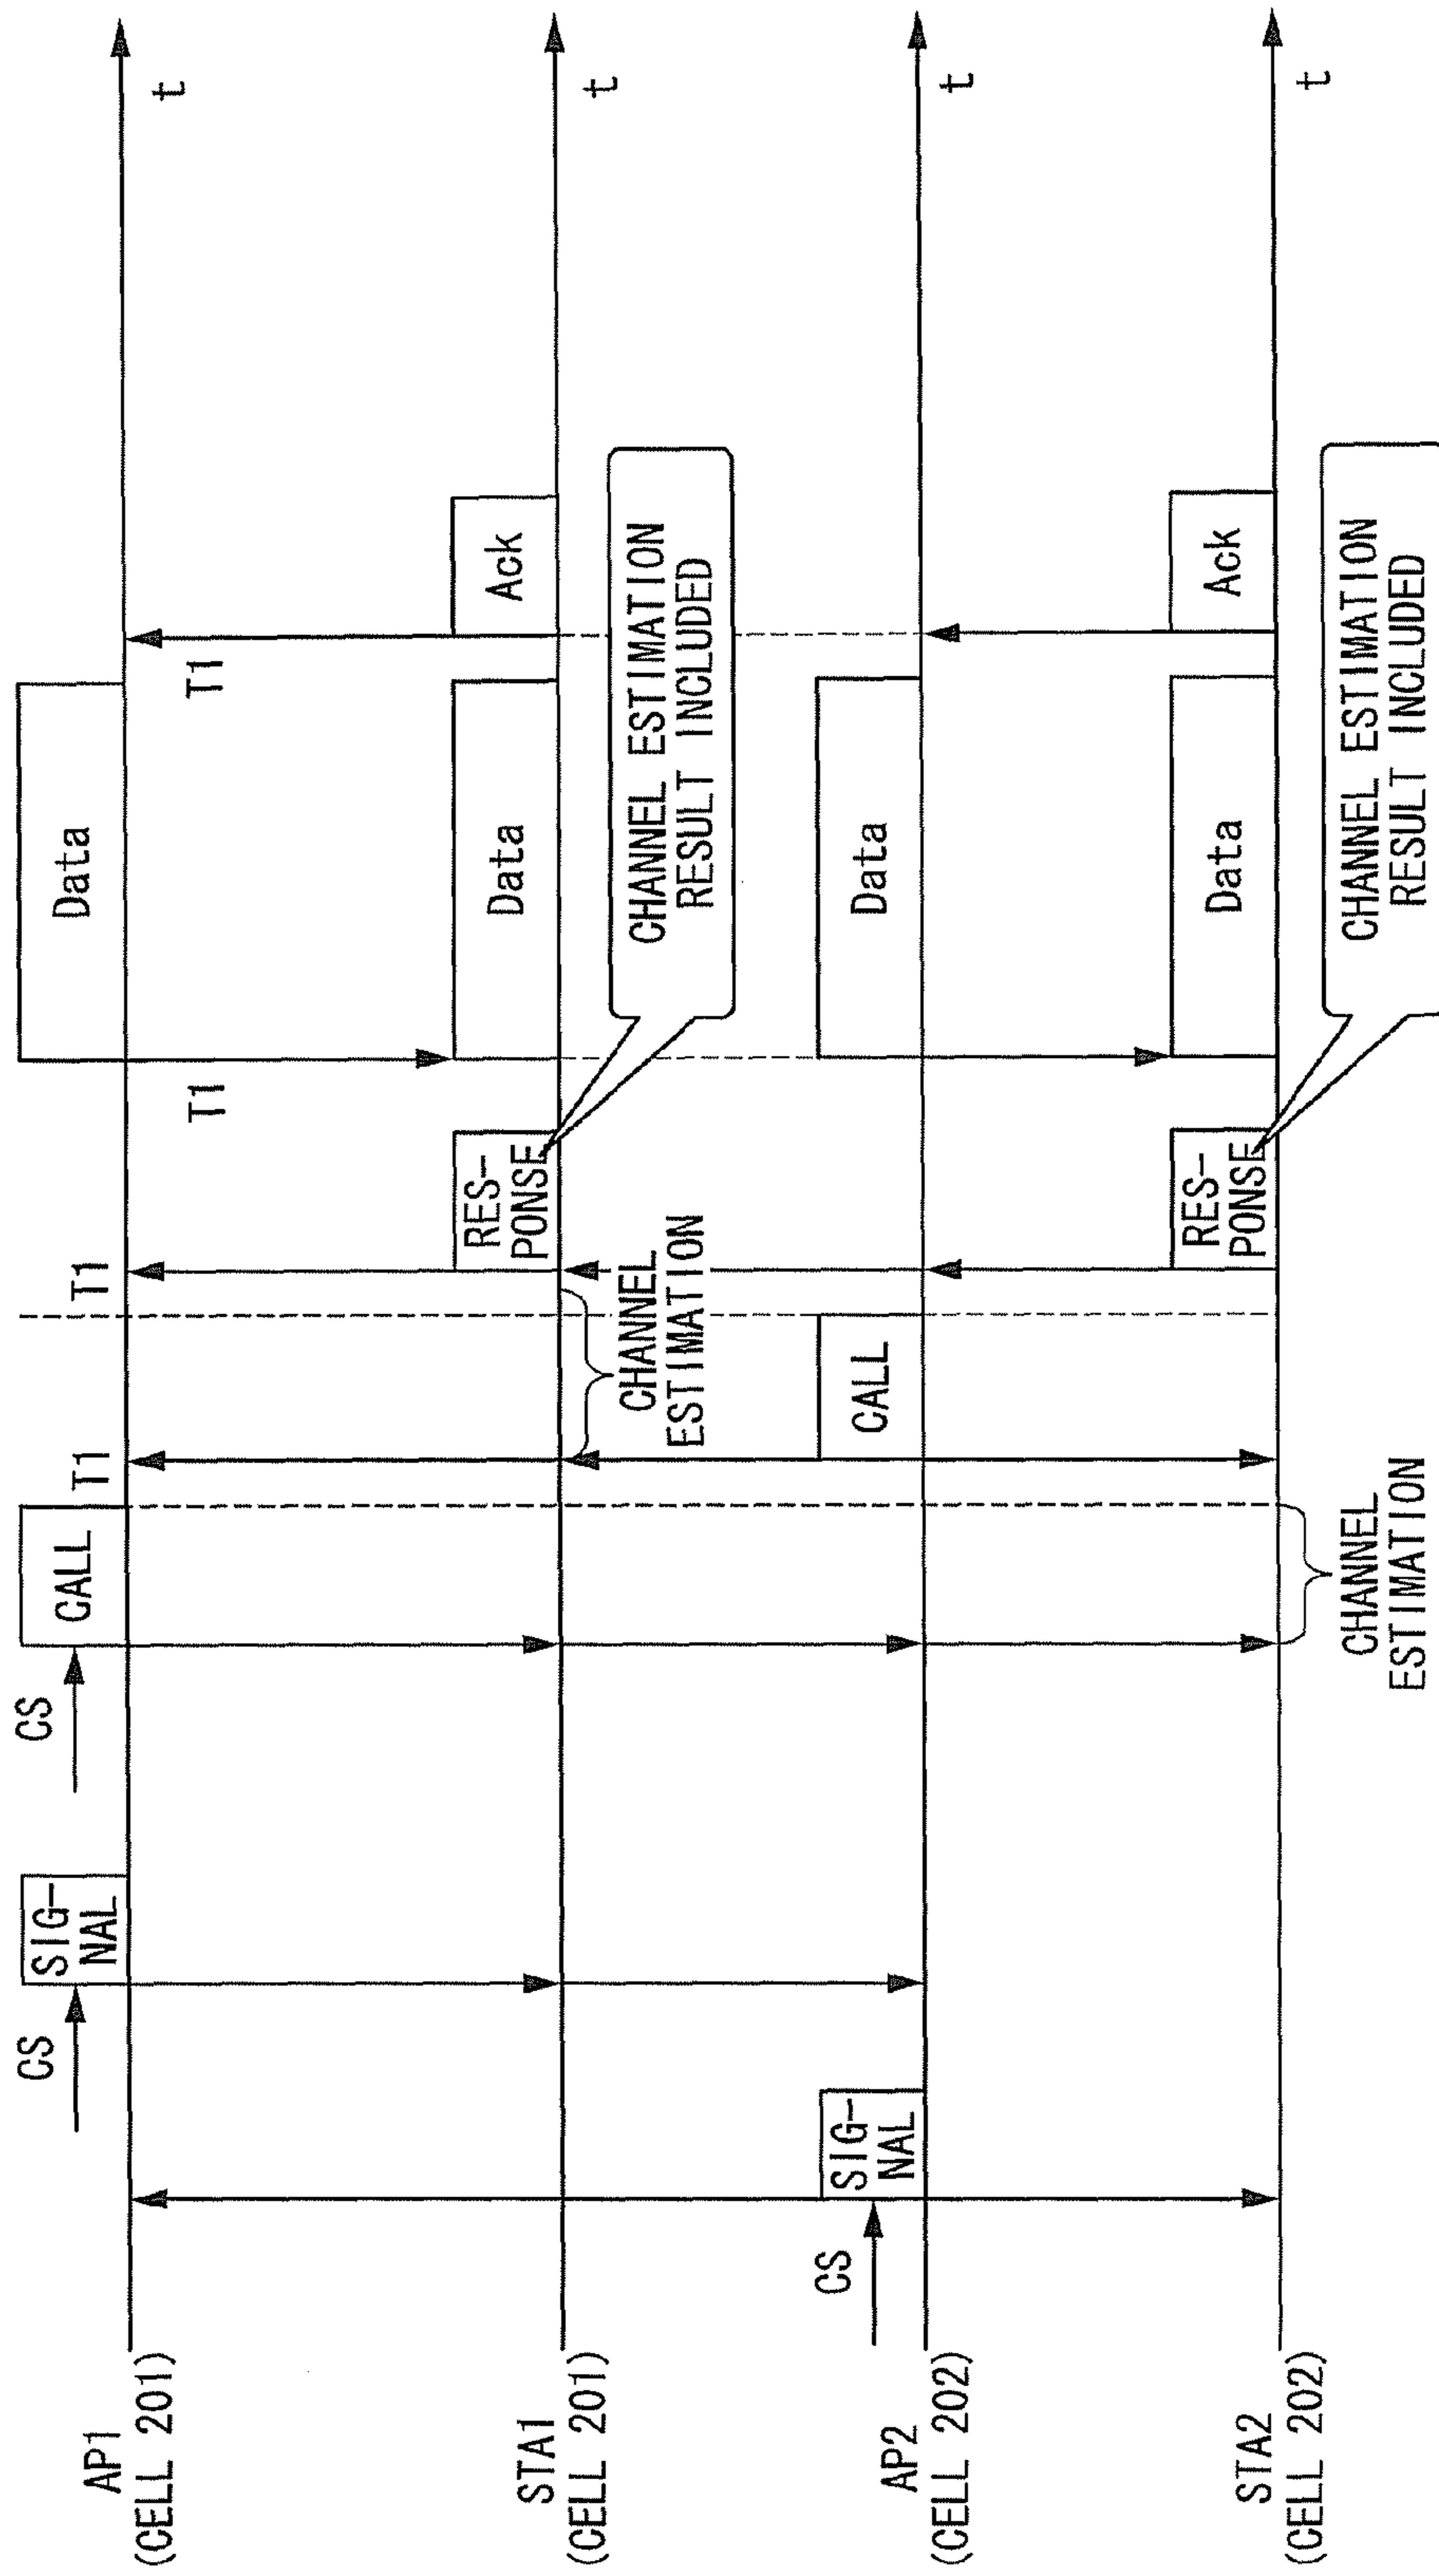 AP1
(CELL 201)
CS
SIG-
NAL
CS
CALL
T1
T1
T1
Data
T1
t
STA1
(CELL 201)
CHANNEL
ESTIMATION
RES-
PONSE
Data
Ack
t
CHANNEL ESTIMATION
RESULT INCLUDED
AP2
(CELL 202)
CS
SIG-
NAL
CALL
Data
t
STA2
(CELL 202)
CHANNEL
ESTIMATION
RES-
PONSE
Data
Ack
t
CHANNEL ESTIMATION
RESULT INCLUDED